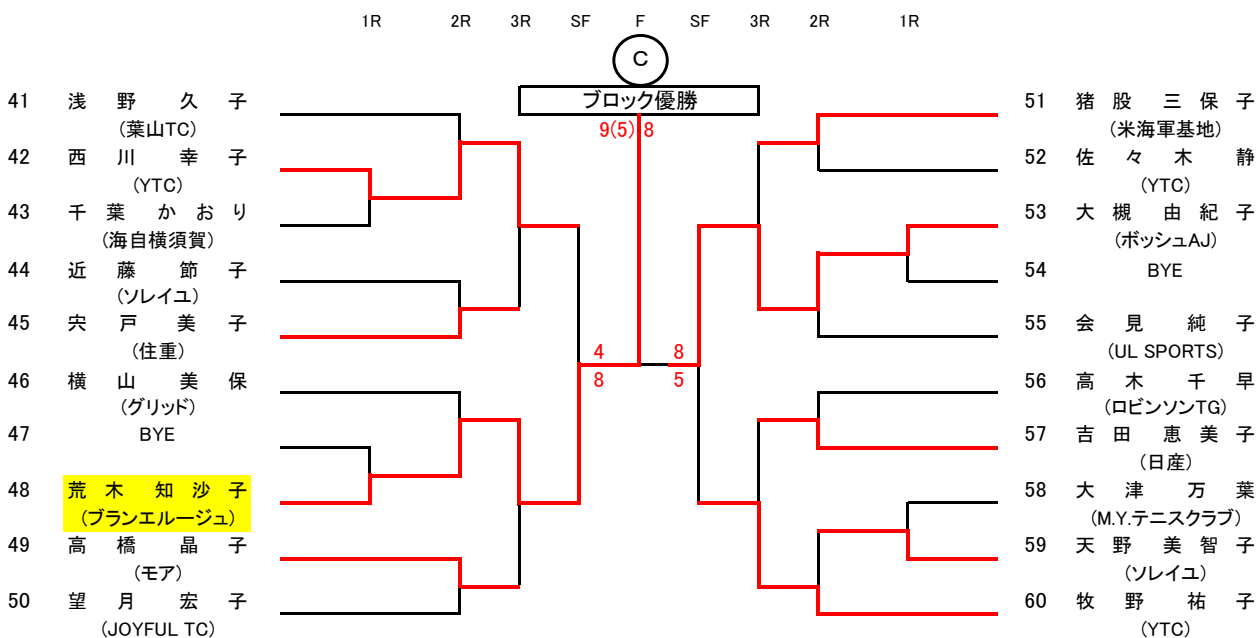 1R 2R 3R SF F SF 3R 2R 1R
C
ブロック優勝
9(5) 8
41 浅野久子
(葉山TC)
42 西川幸子
(YTC)
43 千葉かおり
(海自横須賀)
44 近藤節子
(ソレイユ)
45 宍戸美子
(住重)
46 横山美保
(グリッド)
47 BYE
48 荒木知沙子
(ブランエルージュ)
49 高橋晶子
(モア)
50 望月宏子
(JOYFUL TC)
4 8
8 5
51 猪股三保子
(米海軍基地)
52 佐々木静
(YTC)
53 大槻由紀子
(ボッシュAJ)
54 BYE
55 会見純子
(UL SPORTS)
56 高木千早
(ロビンソンTG)
57 吉田恵美子
(日産)
58 大津万葉
(M.Y.テニスクラブ)
59 天野美智子
(ソレイユ)
60 牧野祐子
(YTC)